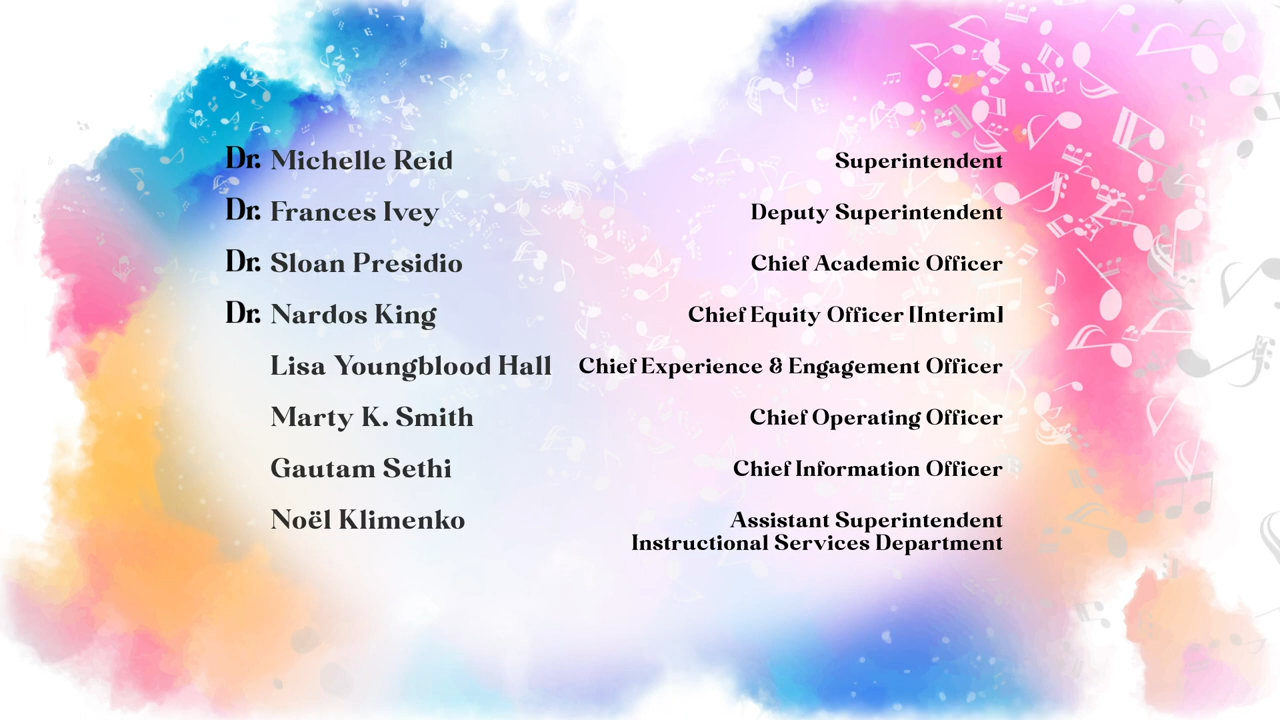 Dr. Michelle Reid Superintendent
Dr. Frances Ivey Deputy Superintendent
Dr. Sloan Presidio Chief Academic Officer
Dr. Nardos King Chief Equity Officer [Interim]
Lisa Youngblood Hall Chief Experience & Engagement Officer
Marty K. Smith Chief Operating Officer
Gautam Sethi Chief Information Officer
Noël Klimenko Assistant Superintendent
Instructional Services Department